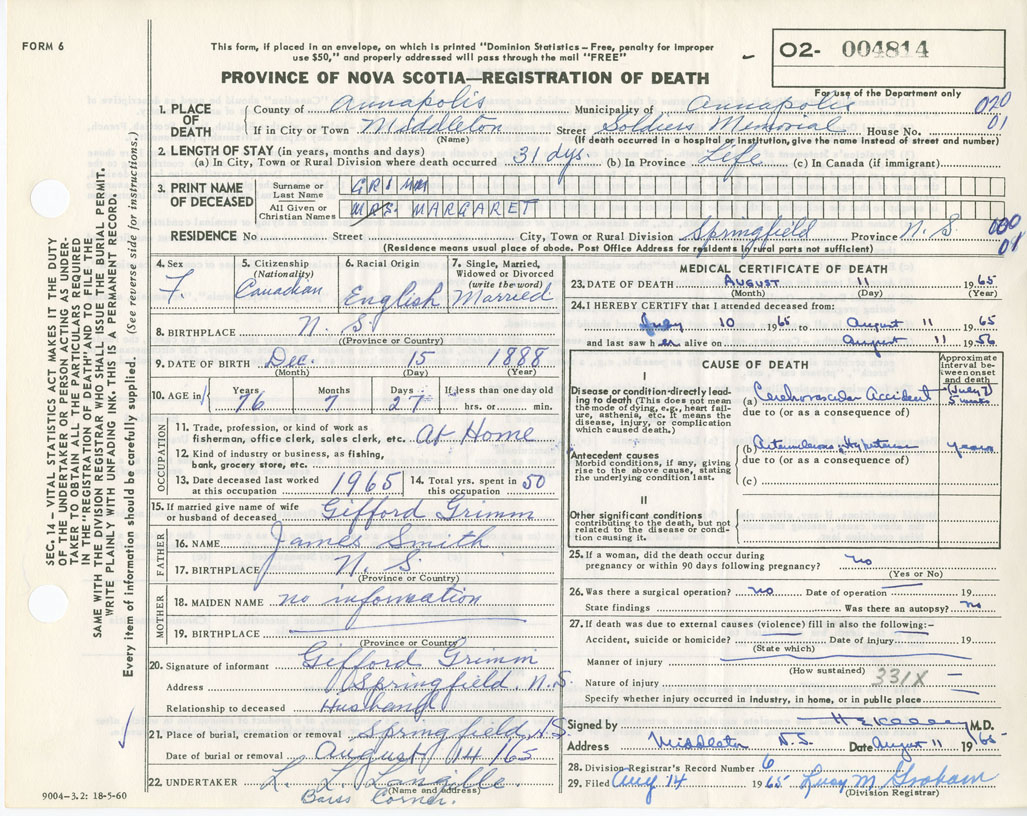 FORM 6
This form, if placed in an envelope, on which is printed "Dominion Statistics—Free, penalty for improper
use $50," and properly addressed will pass through the mail "FREE"
O2- 004814
PROVINCE OF NOVA SCOTIA—REGISTRATION OF DEATH
For use of the Department only
020
01
1. PLACE OF DEATH
County of Annapolis Municipality of Annapolis
If in City or Town Middleton Street Soldiers Memorial House No.
(Name) (If death occurred in a hospital or institution, give the name instead of street and number)
2. LENGTH OF STAY (in years, months and days)
(a) In City, Town or Rural Division where death occurred 31 dys. (b) In Province Life (c) In Canada (if immigrant)
3. PRINT NAME OF DECEASED
Surname or Last Name GRIMM
All Given or Christian Names MRS. MARGARET
RESIDENCE No. Street City, Town or Rural Division Springfield Province N. S. 000
01
(Residence means usual place of abode. Post Office Address for residents in rural parts not sufficient)
SEC. 14 – VITAL STATISTICS ACT MAKES IT THE DUTY
OF THE UNDERTAKER OR PERSON ACTING AS UNDER-
TAKER TO OBTAIN ALL THE PARTICULARS REQUIRED
IN THE "REGISTRATION OF DEATH" AND TO FILE THE
SAME WITH THE DIVISION REGISTRAR WHO SHALL ISSUE THE BURIAL PERMIT.
WRITE PLAINLY WITH UNFADING INK. THIS IS A PERMANENT RECORD.
Every item of information should be carefully supplied. (See reverse side for instructions.)
4. Sex
F.
5. Citizenship
(Nationality)
Canadian
6. Racial Origin
English
7. Single, Married,
Widowed or Divorced
(write the word)
Married
8. BIRTHPLACE N. S.
(Province or Country)
9. DATE OF BIRTH Dec. 15 1888
(Month) (Day) (Year)
10. AGE in
Years Months Days If less than one day old
76 7 27 hrs. or min.
OCCUPATION
11. Trade, profession, or kind of work as
fisherman, office clerk, sales clerk, etc. At Home
12. Kind of industry or business, as fishing,
bank, grocery store, etc.
13. Date deceased last worked
at this occupation 1965
14. Total yrs. spent in
this occupation 50
15. If married give name of wife
or husband of deceased Gifford Grimm
FATHER
16. NAME James Smith
17. BIRTHPLACE N. S.
(Province or Country)
MOTHER
18. MAIDEN NAME no information
19. BIRTHPLACE
(Province or Country)
20. Signature of informant Gifford Grimm
Address Springfield, N.S.
Relationship to deceased Husband
21. Place of burial, cremation or removal Springfield, N.S.
Date of burial or removal August 14/65
22. UNDERTAKER L. L. Langille
(Name and address)
Barss Corner.
9004-3.2: 18-5-60
MEDICAL CERTIFICATE OF DEATH
23. DATE OF DEATH AUGUST 11 1965
(Month) (Day) (Year)
24. I HEREBY CERTIFY that I attended deceased from:
July 10 1965 to August 11 1965
and last saw her alive on August 11 1956
CAUSE OF DEATH
Approximate
interval be-
tween onset
and death
I
Disease or condition directly lead-
ing to death (This does not mean
the mode of dying, e.g., heart fail-
ure, asthenia, etc. It means the
disease, injury, or complication
which caused death.)
(a) Cerebrovascular Accident
due to (or as a consequence of)
Antecedent causes
Morbid conditions, if any, giving
rise to the above cause, stating
the underlying condition last.
(b)
years
due to (or as a consequence of)
(c)
II
Other significant conditions
contributing to the death, but not
related to the disease or condi-
tion causing it.
25. If a woman, did the death occur during
pregnancy or within 90 days following pregnancy? no
(Yes or No)
26. Was there a surgical operation? no Date of operation 19
State findings Was there an autopsy? no
27. If death was due to external causes (violence) fill in also the following:–
Accident, suicide or homicide? Date of injury 19
(State which)
Manner of injury
(How sustained)
Nature of injury 331X
Specify whether injury occurred in industry, in home, or in public place
Signed by M.D.
Address Middleton N.S. Date August 11 1965
28. Division Registrar's Record Number 6
29. Filed Aug 14 1965 Lucy M. Graham
(Division Registrar)